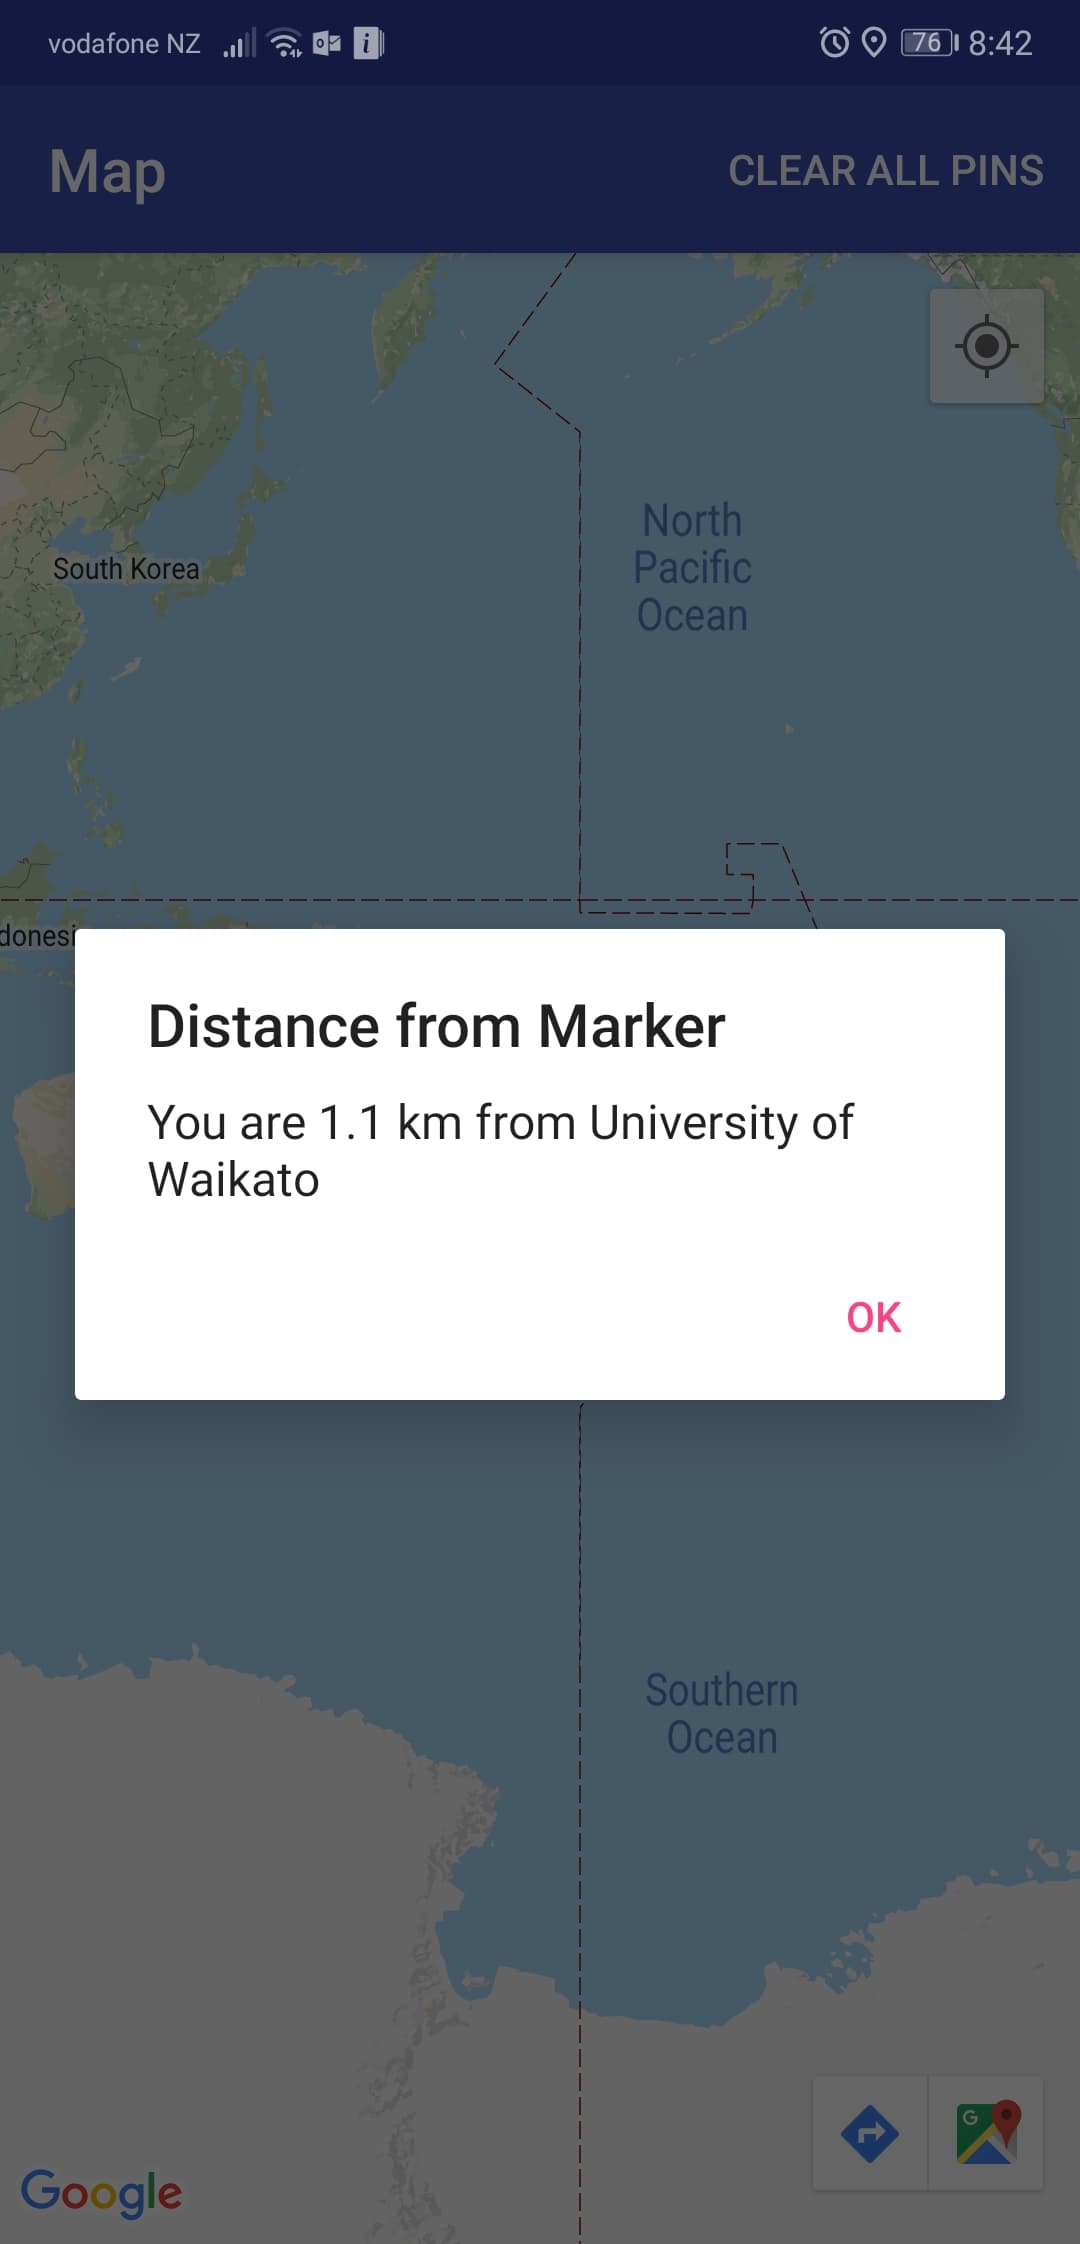 vodafone NZ 76 8:42
Map CLEAR ALL PINS
North
Pacific
Ocean
South Korea
donesi
Distance from Marker
You are 1.1 km from University of
Waikato
OK
Southern
Ocean
G
Google